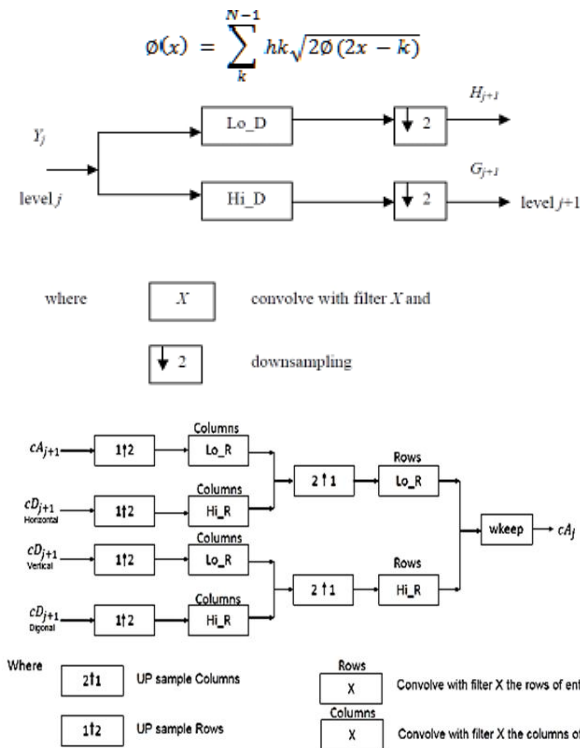 Ø(x) = N−1 ∑ k hk√2Ø(2x − k)
H_{j+1}
Lo_D ↓ 2
Y_j
G_{j+1}
level j Hi_D ↓ 2 level j+1
where X convolve with filter X and
↓ 2 downsampling
Columns
cA_{j+1} 1↑2 Lo_R Rows
2↑1 Lo_R
Columns
cD_{j+1} 1↑2 Hi_R
Horizontal
wkeep cA_j
Columns
cD_{j+1} 1↑2 Lo_R
Vertical
Rows
2↑1 Hi_R
Columns
cD_{j+1} 1↑2 Hi_R
Digonal
Where
2↑1 UP sample Columns
Rows
X Convolve with filter X the rows of
1↑2 UP sample Rows
Columns
X Convolve with filter X the columns of